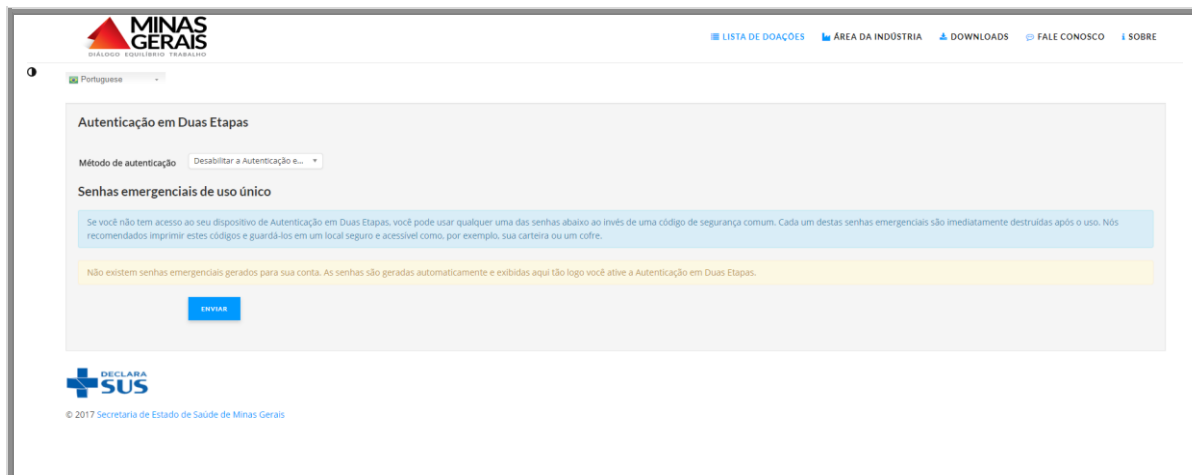 MINAS
GERAIS
DIÁLOGO EQUILÍBRIO TRABALHO
LISTA DE DOAÇÕES ÁREA DA INDÚSTRIA DOWNLOADS FALE CONOSCO SOBRE
Portuguese
Autenticação em Duas Etapas
Método de autenticação Desabilitar a Autenticação e...
Senhas emergenciais de uso único
Se você não tem acesso ao seu dispositivo de Autenticação em Duas Etapas, você pode usar qualquer uma das senhas abaixo ao invés de uma código de segurança comum. Cada um destas senhas emergenciais são imediatamente destruídas após o uso. Nós
recomendados imprimir estes códigos e guardá-los em um local seguro e acessível como, por exemplo, sua carteira ou um cofre.
Não existem senhas emergenciais gerados para sua conta. As senhas são geradas automaticamente e exibidas aqui tão logo você ative a Autenticação em Duas Etapas.
ENVIAR
DECLARA
SUS
© 2017 Secretaria de Estado de Saúde de Minas Gerais